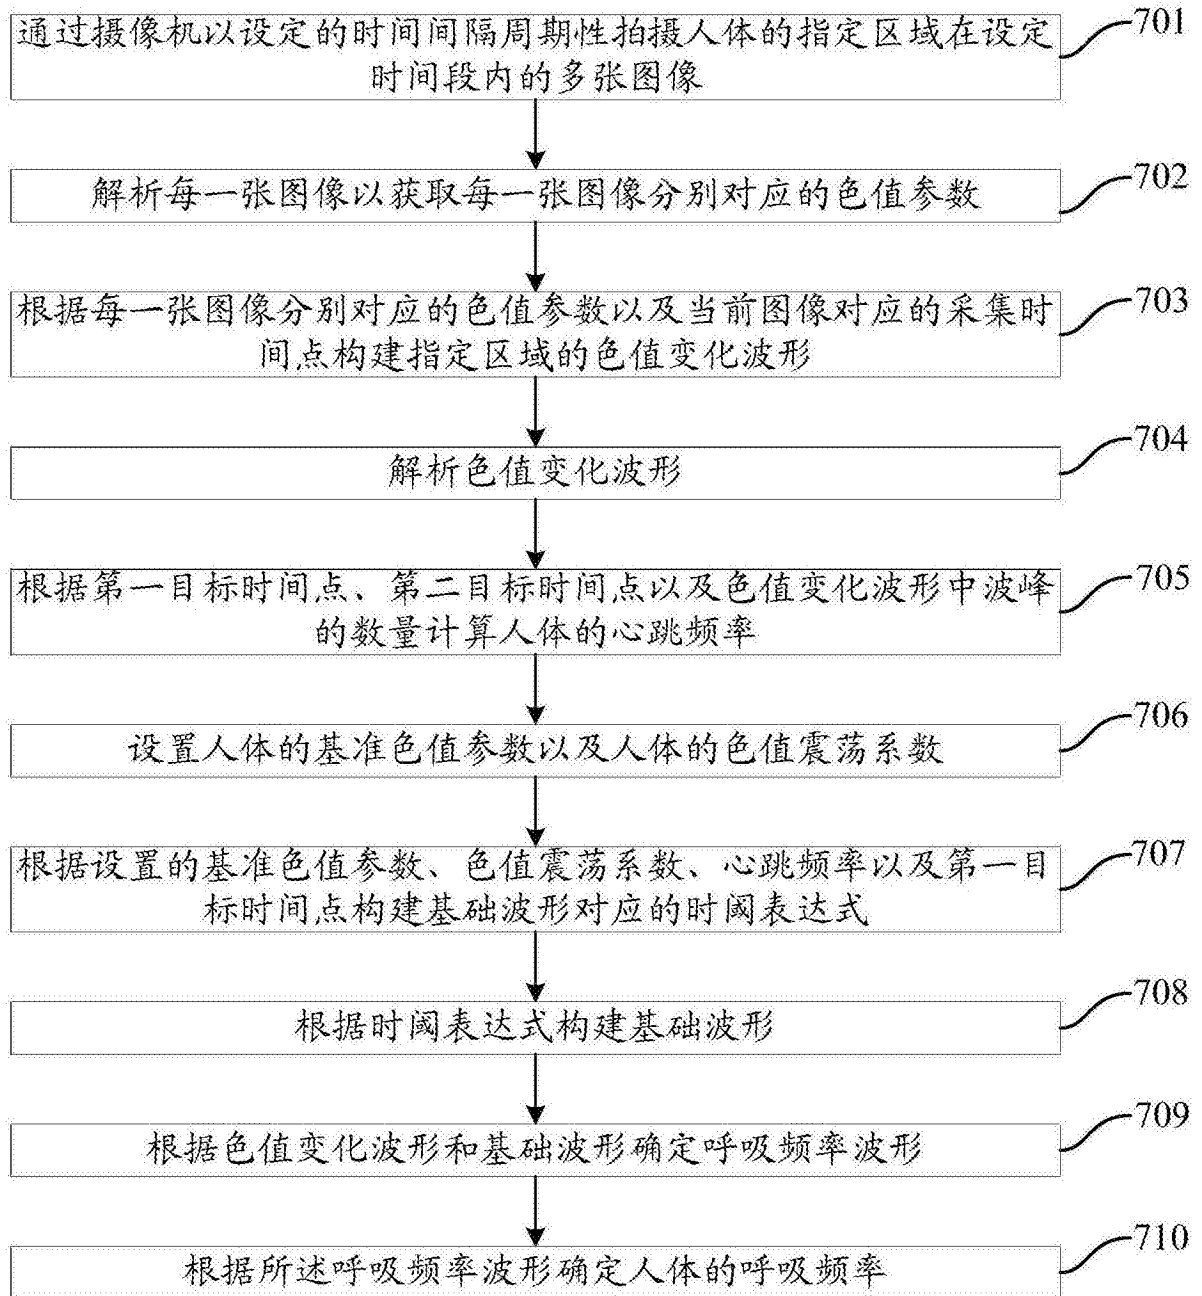 通过摄像机以设定的时间间隔周期性拍摄人体的指定区域在设定
时间段内的多张图像
701
解析每一张图像以获取每一张图像分别对应的色值参数
702
根据每一张图像分别对应的色值参数以及当前图像对应的采集时
间点构建指定区域的色值变化波形
703
解析色值变化波形
704
根据第一目标时间点、第二目标时间点以及色值变化波形中波峰
的数量计算人体的心跳频率
705
设置人体的基准色值参数以及人体的色值震荡系数
706
根据设置的基准色值参数、色值震荡系数、心跳频率以及第一目
标时间点构建基础波形对应的时阈表达式
707
根据时阈表达式构建基础波形
708
根据色值变化波形和基础波形确定呼吸频率波形
709
根据所述呼吸频率波形确定人体的呼吸频率
710